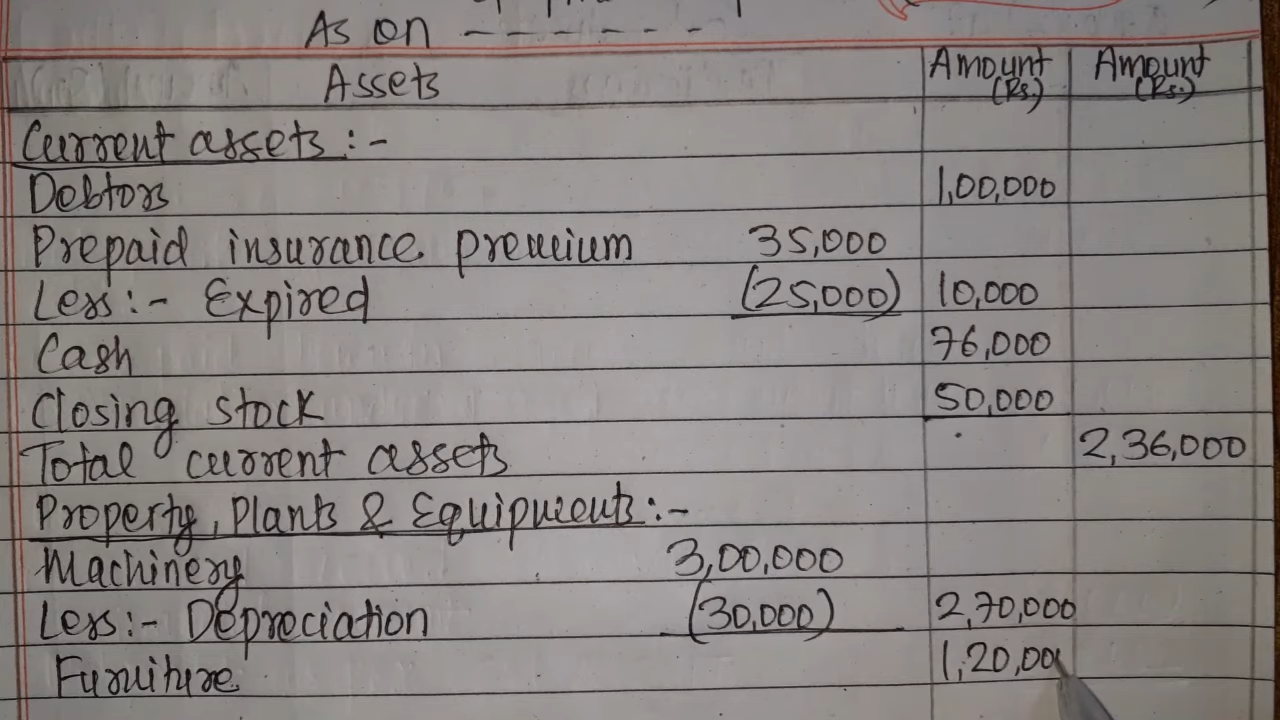 As on - - - - - - -
Assets Amount (Rs.) Amount (Rs.)
Current assets :-
Debtors 1,00,000
Prepaid insurance premium 35,000
Less :- Expired (25,000) 10,000
Cash 76,000
Closing stock 50,000
Total current assets 2,36,000
Property, Plants & Equipments :-
Machinery 3,00,000
Less :- Depreciation (30,000) 2,70,000
Furniture 1,20,00